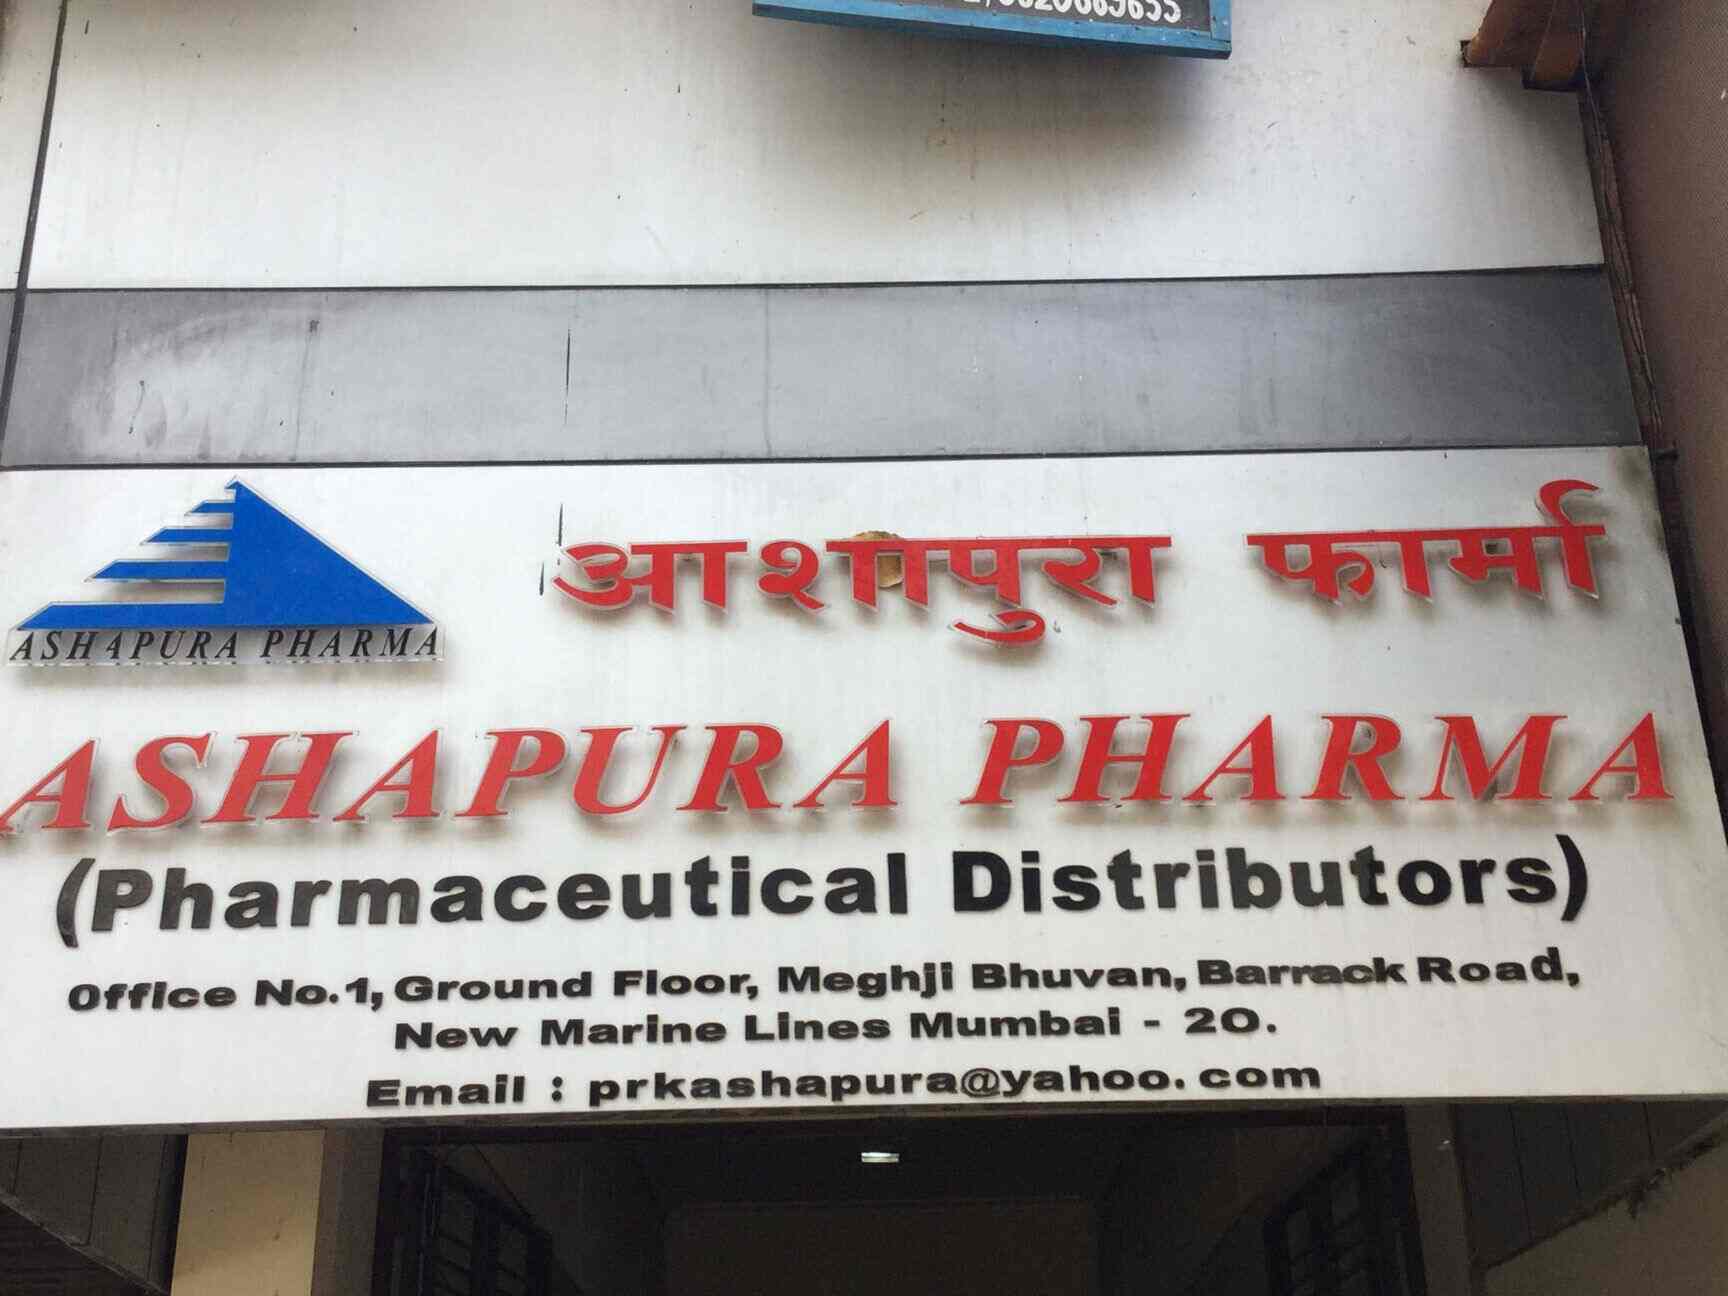 ASHAPURA PHARMA
आशापुरा फार्मा
ASHAPURA PHARMA
(Pharmaceutical Distributors)
Office No.1, Ground Floor, Meghji Bhuvan, Barrack Road,
New Marine Lines Mumbai - 20.
Email : prkashapura@yahoo.com